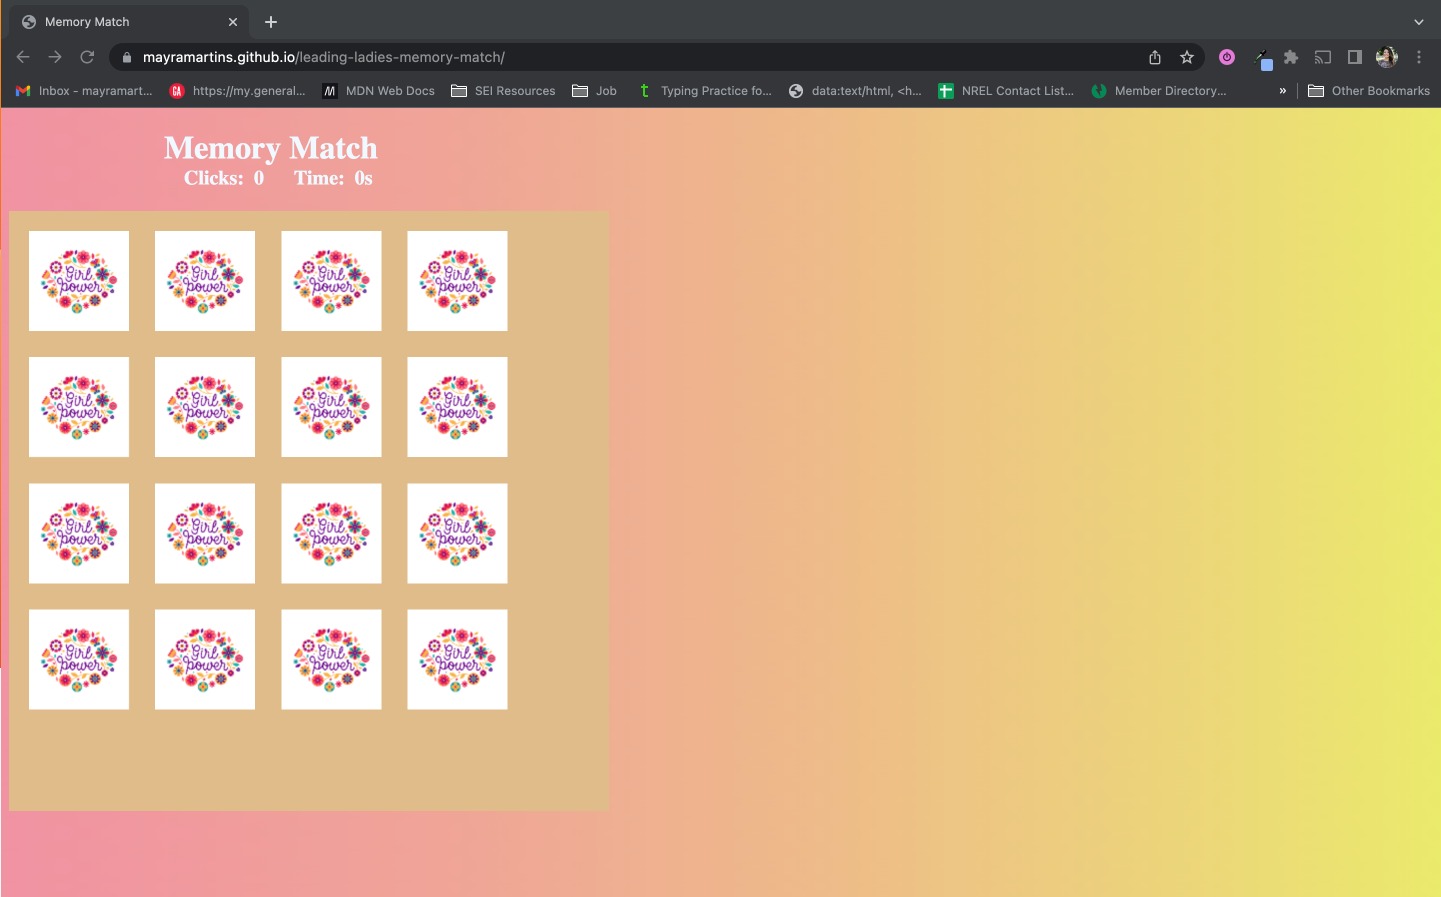 Memory Match
mayramartins.github.io/leading-ladies-memory-match/
Inbox - mayramart... GA https://my.general... M MDN Web Docs SEI Resources Job t Typing Practice fo... data:text/html, <h... NREL Contact List... Member Directory... » Other Bookmarks
Memory Match
Clicks: 0 Time: 0s
Girl Girl Girl Girl
power power power power
Girl Girl Girl Girl
power power power power
Girl Girl Girl Girl
power power power power
Girl Girl Girl Girl
power power power power